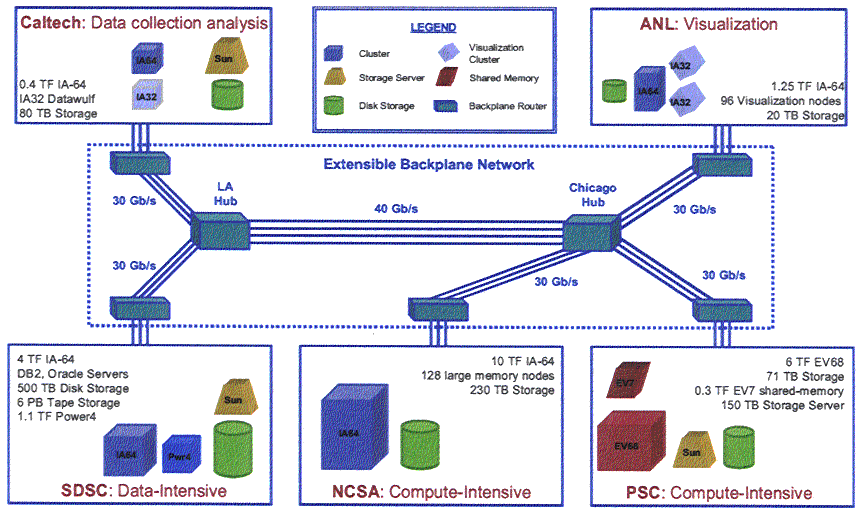 Caltech: Data collection analysis
IA64
Sun
0.4 TF IA-64
IA32 Datawulf
80 TB Storage
IA32
LEGEND
Cluster
Visualization
Cluster
Storage Server
Shared Memory
Disk Storage
Backplane Router
ANL: Visualization
IA32
IA64
IA32
1.25 TF IA-64
96 Visualization nodes
20 TB Storage
Extensible Backplane Network
30 Gb/s
LA
Hub
40 Gb/s
Chicago
Hub
30 Gb/s
30 Gb/s
30 Gb/s
30 Gb/s
4 TF IA-64
DB2, Oracle Servers
500 TB Disk Storage
6 PB Tape Storage
1.1 TF Power4
Sun
IA64
Pwr4
SDSC: Data-Intensive
10 TF IA-64
128 large memory nodes
230 TB Storage
IA64
NCSA: Compute-Intensive
6 TF EV68
71 TB Storage
0.3 TF EV7 shared-memory
150 TB Storage Server
EV7
EV68
Sun
PSC: Compute-Intensive